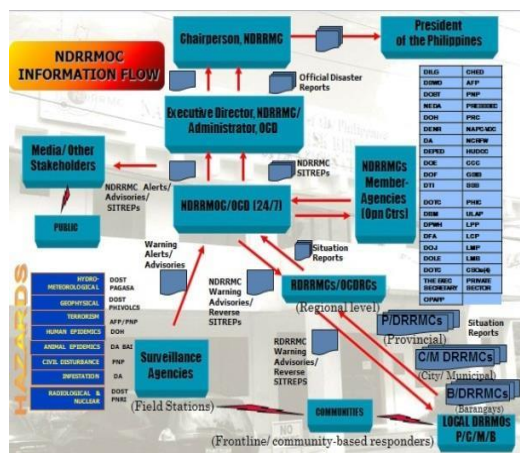 NDRRMOC
INFORMATION FLOW
Chairperson, NDRRMC
President
of the Philippines
Official Disaster
Reports
Executive Director, NDRRMC/
Administrator, OCD
Media/ Other
Stakeholders
NDRRMC Alerts/
Advisories/
SITREPs
NDRRMC
SITREPs
NDRRMCs
Member-
Agencies
(Opn Ctrs)
PUBLIC
NDRRMOC/OCD (24/7)
DILG CHED
DSWD AFP
DOST PNP
NEDA
DOH PRC
DENR NAPC-VDC
DA NCRFW
DEPED HUDCC
DOE CCC
DOF GSIS
DTI SSS
DOTC PHIC
DBM ULAP
DPWH LPP
DFA LCP
DOJ LMP
DOLE LMB
DOTC
THE EXEC PRIVATE
SECRETARY SECTOR
OPAPP
Warning
Alerts/
Advisories
Situation
Reports
NDRRMC
Warning
Advisories/
Reverse
SITREPs
RDRRMCs/OCDRCs
(Regional level)
HAZARDS
HYDRO-
METEOROLOGICAL
DOST
PAGASA
GEOPHYSICAL
DOST
PHIVOLCS
TERRORISM
AFP/PNP
HUMAN EPIDEMICS
DOH
ANIMAL EPIDEMICS
DA BAI
CIVIL DISTURBANCE
PNP
INFESTATION
DA
RADIOLOGICAL &
NUCLEAR
DOST
PNRI
Surveillance
Agencies
(Field Stations)
RDRRMC
Warning
Advisories/
Reverse
SITREPS
P/DRRMCs
(Provincial)
Situation
Reports
C/M DRRMCs
(City/ Municipal)
B/DRRMCs
(Barangays)
COMMUNITIES
(Frontline/ community-based responders)
LOCAL DRRMOs
P/C/M/B